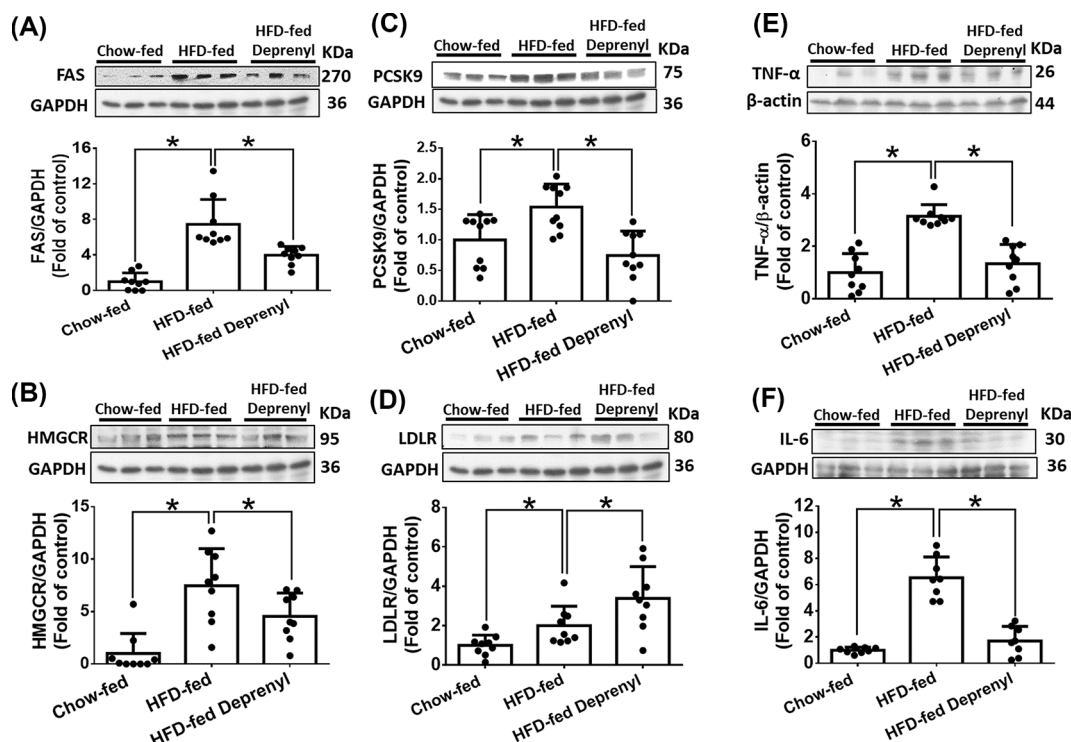 (A)
Chow-fed HFD-fed HFD-fed Deprenyl KDa
FAS 270
GAPDH 36
FAS/GAPDH
(Fold of control)
16
12
8
4
0
*
*
Chow-fed
HFD-fed
HFD-fed Deprenyl
(B)
Chow-fed HFD-fed HFD-fed Deprenyl KDa
HMGCR 95
GAPDH 36
HMGCR/GAPDH
(Fold of control)
15
10
5
0
*
*
Chow-fed
HFD-fed
HFD-fed Deprenyl
(C)
Chow-fed HFD-fed HFD-fed Deprenyl KDa
PCSK9 75
GAPDH 36
PCSK9/GAPDH
(Fold of control)
2.5
2.0
1.5
1.0
0.5
0.0
*
*
Chow-fed
HFD-fed
HFD-fed Deprenyl
(D)
Chow-fed HFD-fed HFD-fed Deprenyl KDa
LDLR 80
GAPDH 36
LDLR/GAPDH
(Fold of control)
8
6
4
2
0
*
*
Chow-fed
HFD-fed
HFD-fed Deprenyl
(E)
Chow-fed HFD-fed HFD-fed Deprenyl KDa
TNF-α 26
β-actin 44
TNF-α/β-actin
(Fold of control)
6
4
2
0
*
*
Chow-fed
HFD-fed
HFD-fed Deprenyl
(F)
Chow-fed HFD-fed HFD-fed Deprenyl KDa
IL-6 30
GAPDH 36
IL-6/GAPDH
(Fold of control)
12
10
8
6
4
2
0
*
*
Chow-fed
HFD-fed
HFD-fed Deprenyl